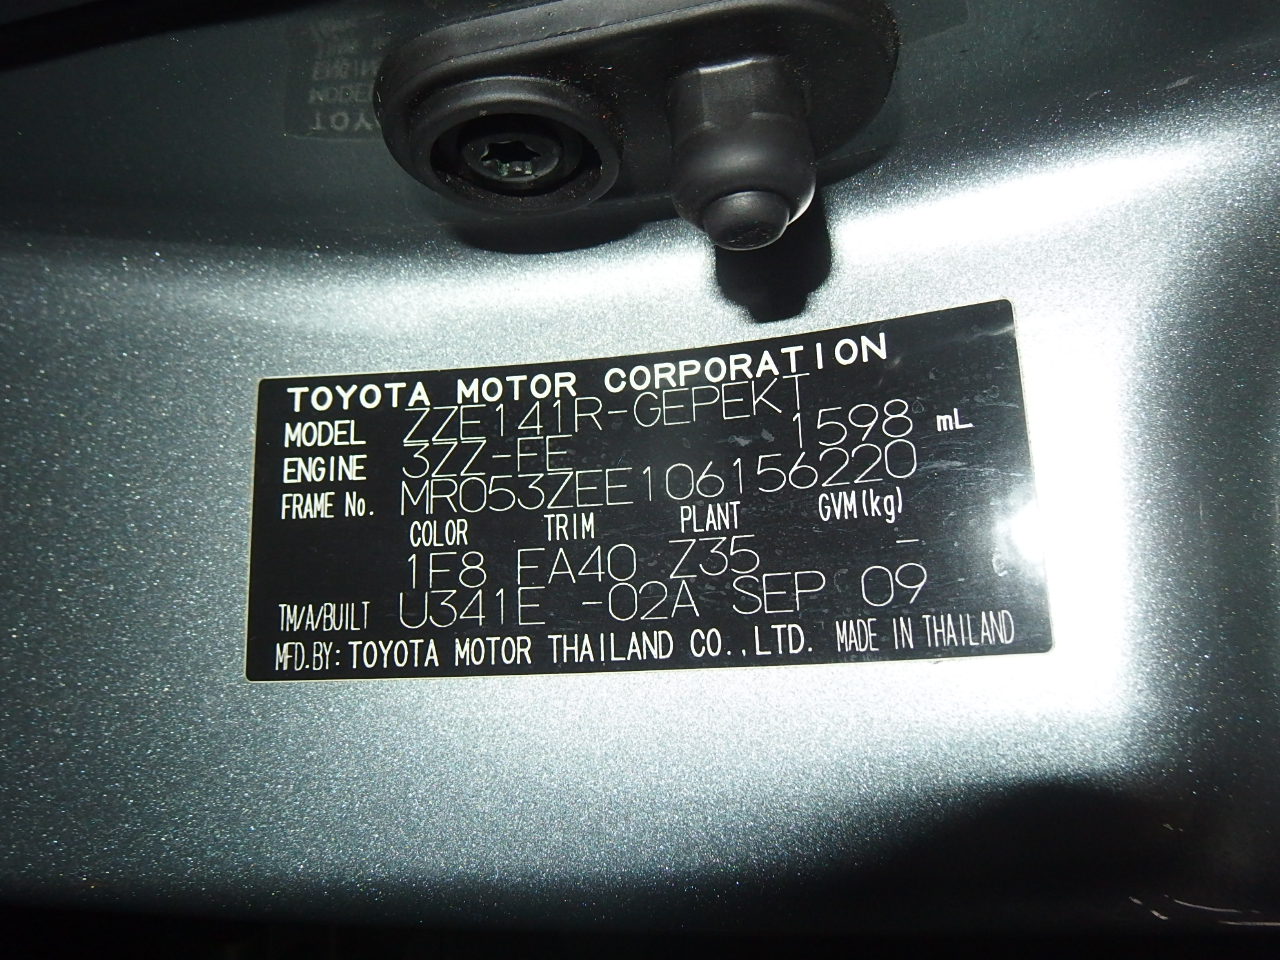 TOYOTA MOTOR CORPORATION
MODEL ZZE141R-GEPEKT
ENGINE 3ZZ-FE 1598 mL
FRAME No. MR053ZEE106156220
COLOR TRIM PLANT GVM(kg)
1F8 EA40 Z35 -
TM/A/BUILT U341E -02A SEP 09
MFD.BY: TOYOTA MOTOR THAILAND CO.,LTD. MADE IN THAILAND